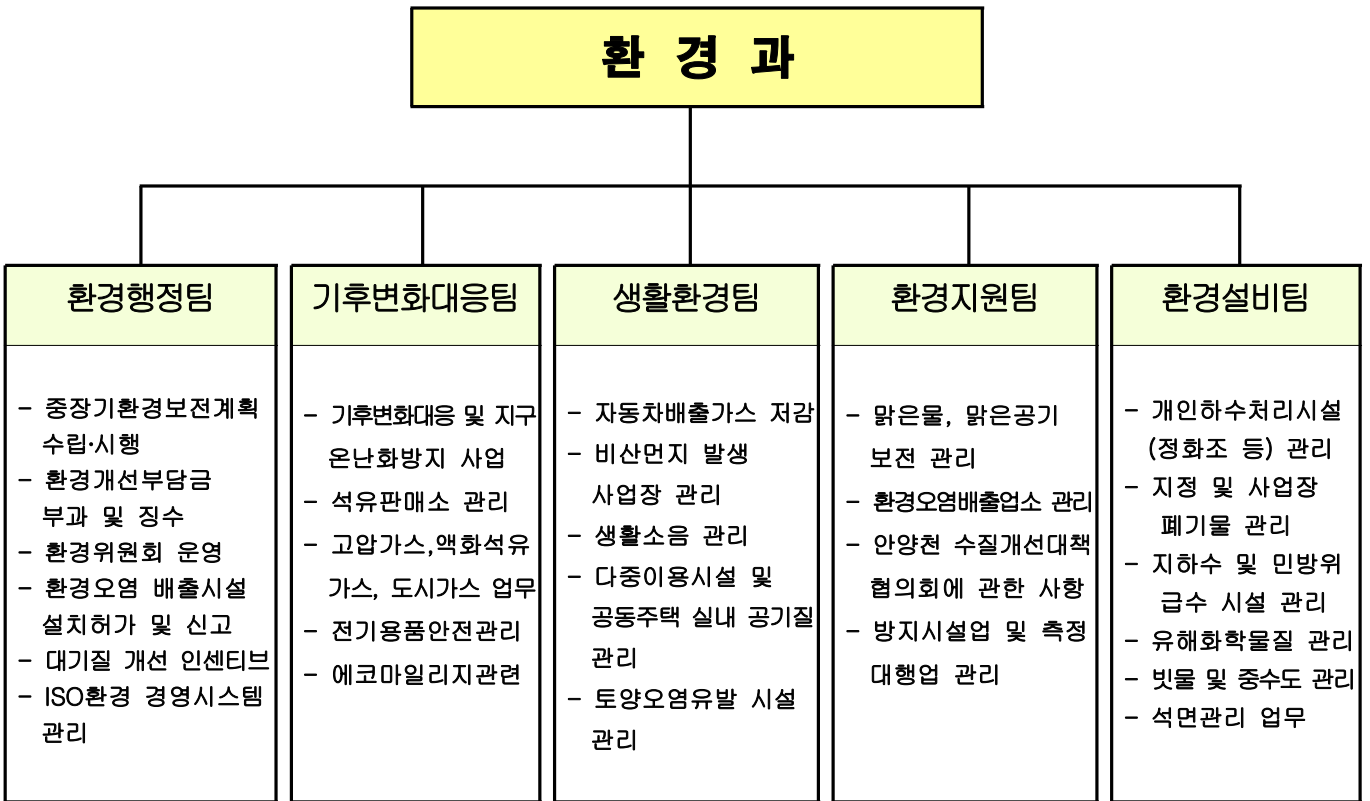 환 경 과
환경행정팀
- 중장기환경보전계획
수립·시행
- 환경개선부담금
부과 및 징수
- 환경위원회 운영
- 환경오염 배출시설
설치허가 및 신고
- 대기질 개선 인센티브
- ISO환경 경영시스템
관리
기후변화대응팀
- 기후변화대응 및 지구
온난화방지 사업
- 석유판매소 관리
- 고압가스,액화석유
가스, 도시가스 업무
- 전기용품안전관리
- 에코마일리지관련
생활환경팀
- 자동차배출가스 저감
- 비산먼지 발생
사업장 관리
- 생활소음 관리
- 다중이용시설 및
공동주택 실내 공기질
관리
- 토양오염유발 시설
관리
환경지원팀
- 맑은물, 맑은공기
보전 관리
- 환경오염배출업소 관리
- 안양천 수질개선대책
협의회에 관한 사항
- 방지시설업 및 측정
대행업 관리
환경설비팀
- 개인하수처리시설
(정화조 등) 관리
- 지정 및 사업장
폐기물 관리
- 지하수 및 민방위
급수 시설 관리
- 유해화학물질 관리
- 빗물 및 중수도 관리
- 석면관리 업무